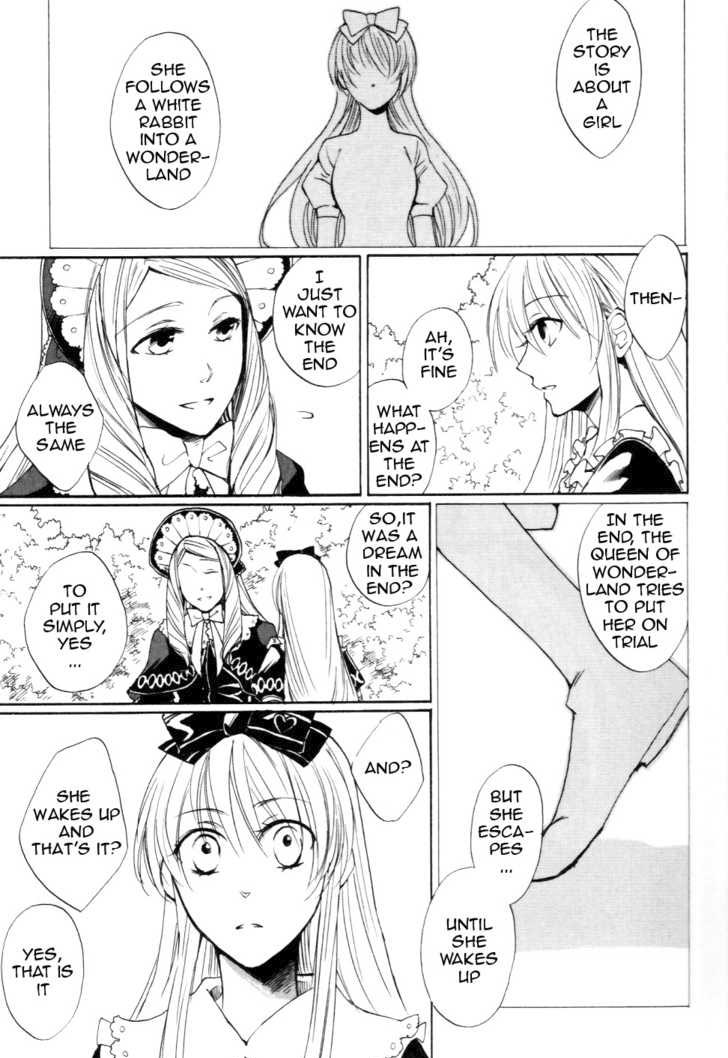 THE
STORY
IS
ABOUT
A
GIRL
SHE
FOLLOWS
A WHITE
RABBIT
INTO A
WONDER-
LAND
THEN-
AH,
IT'S
FINE
WHAT
HAPP-
ENS AT
THE
END?
I
JUST
WANT TO
KNOW
THE
END
ALWAYS
THE
SAME
IN THE
END, THE
QUEEN OF
WONDER-
LAND TRIES
TO PUT
HER ON
TRIAL
BUT
SHE
ESCA-
PES
...
UNTIL
SHE
WAKES
UP
SO,IT
WAS A
DREAM
IN THE
END?
TO
PUT IT
SIMPLY,
YES
...
AND?
SHE
WAKES UP
AND
THAT'S IT?
YES,
THAT IS
IT